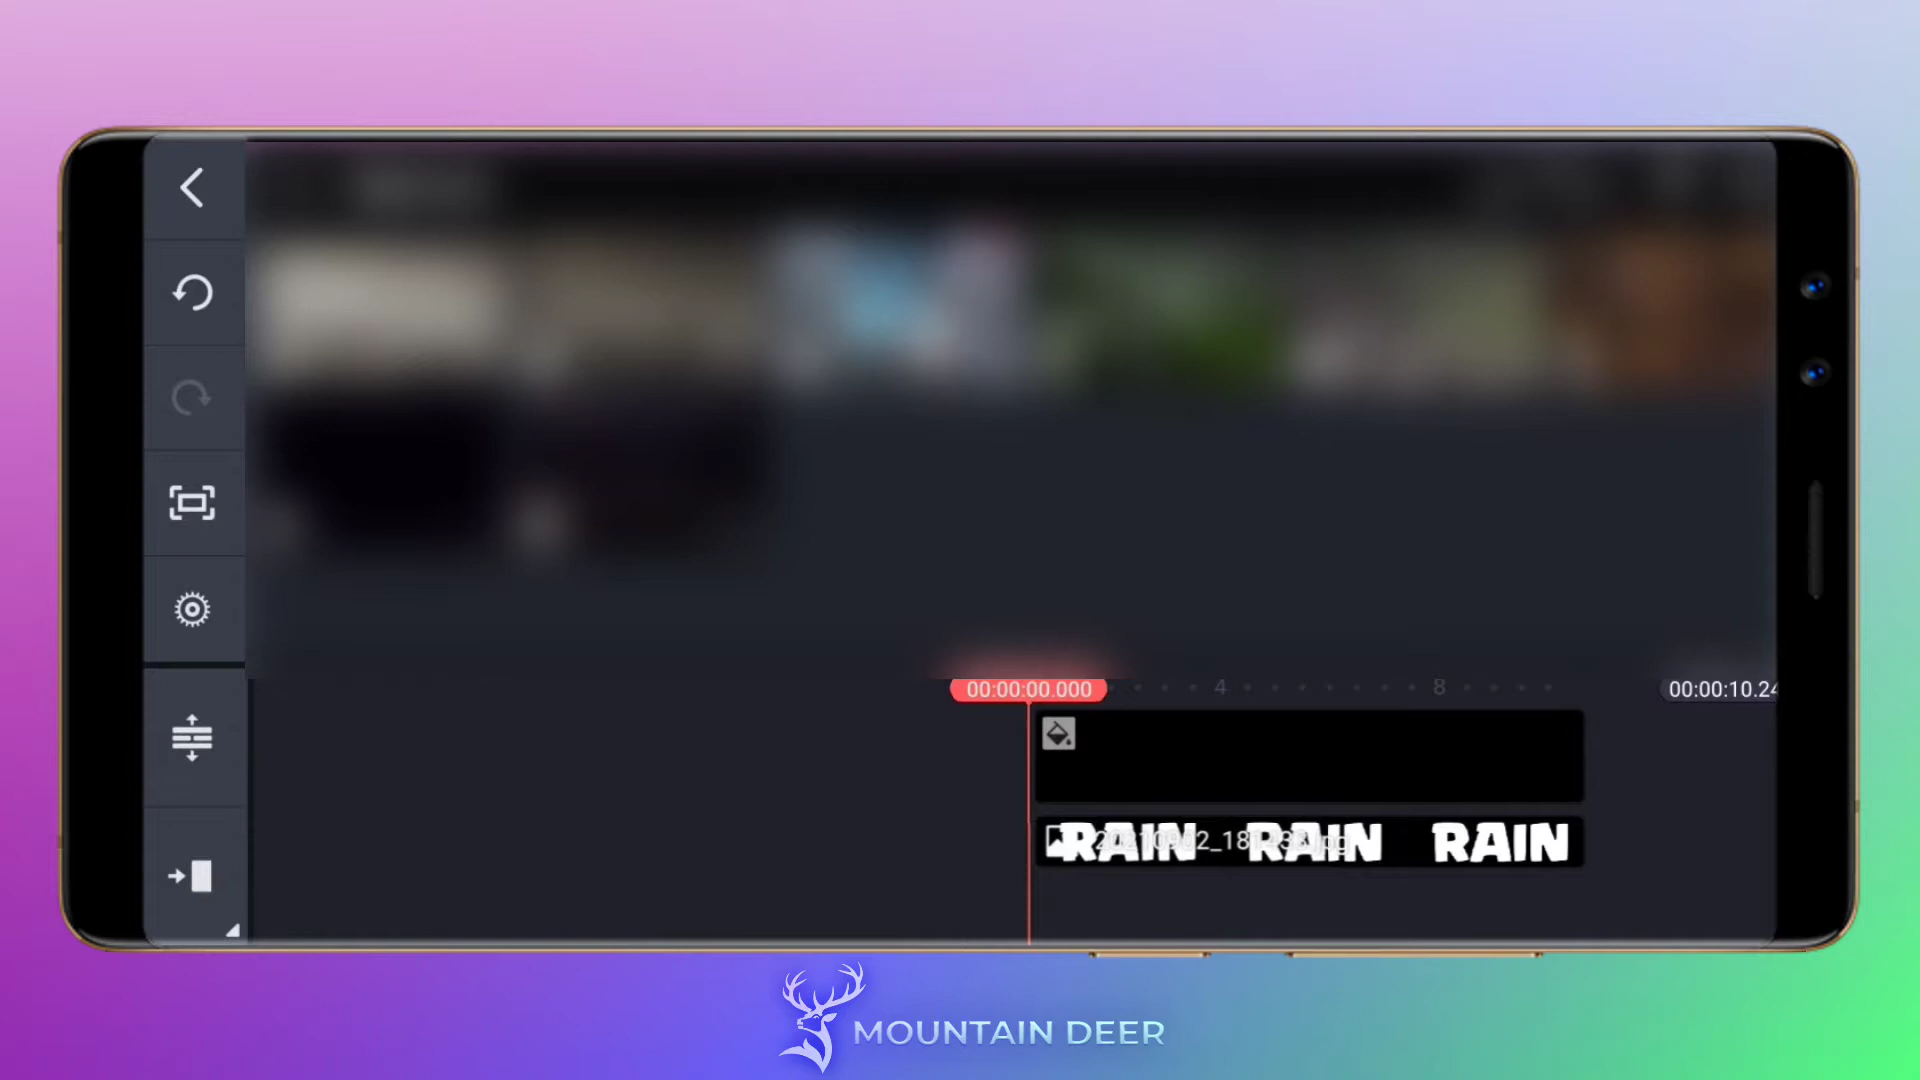 00:00:00.000
4
8
00:00:10.24
RAIN RAIN RAIN
MOUNTAIN DEER